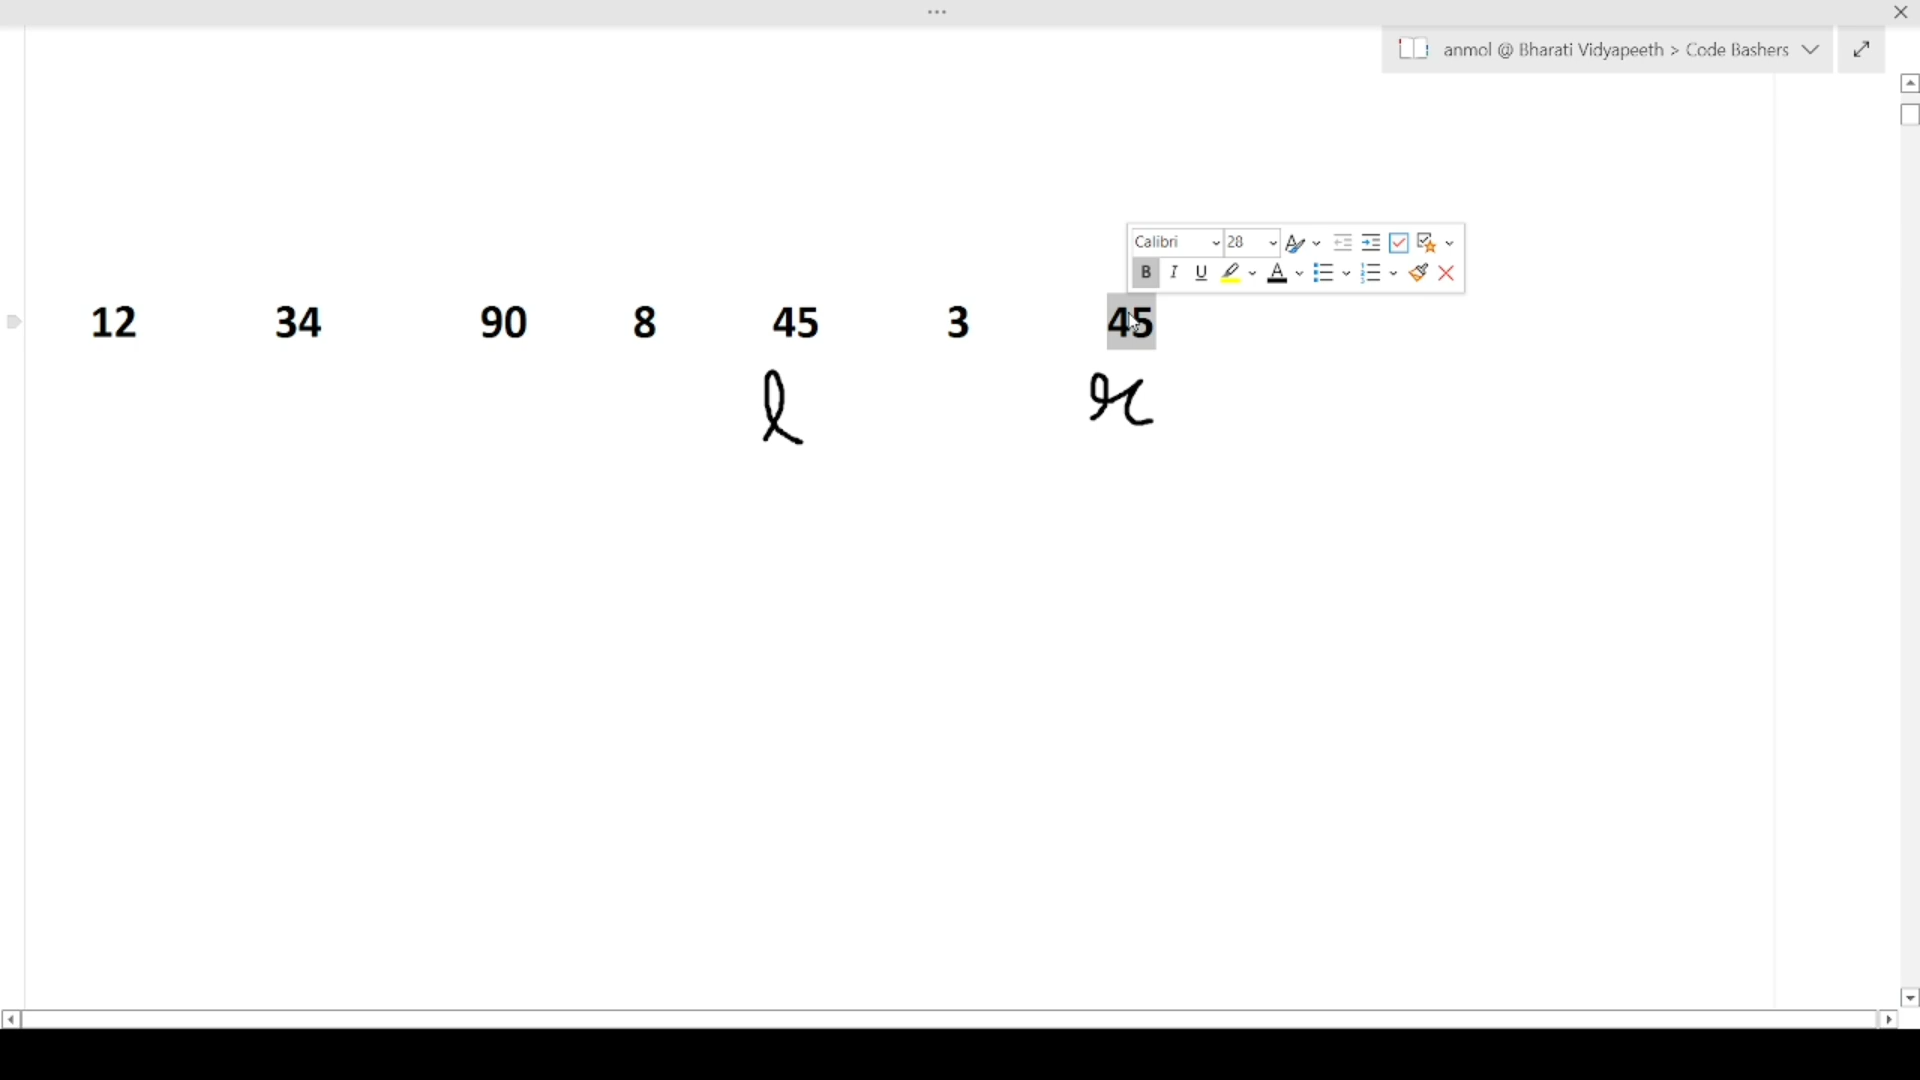 anmol @ Bharati Vidyapeeth > Code Bashers
Calibri 28
B I U A
12 34 90 8 45 3 45
l r